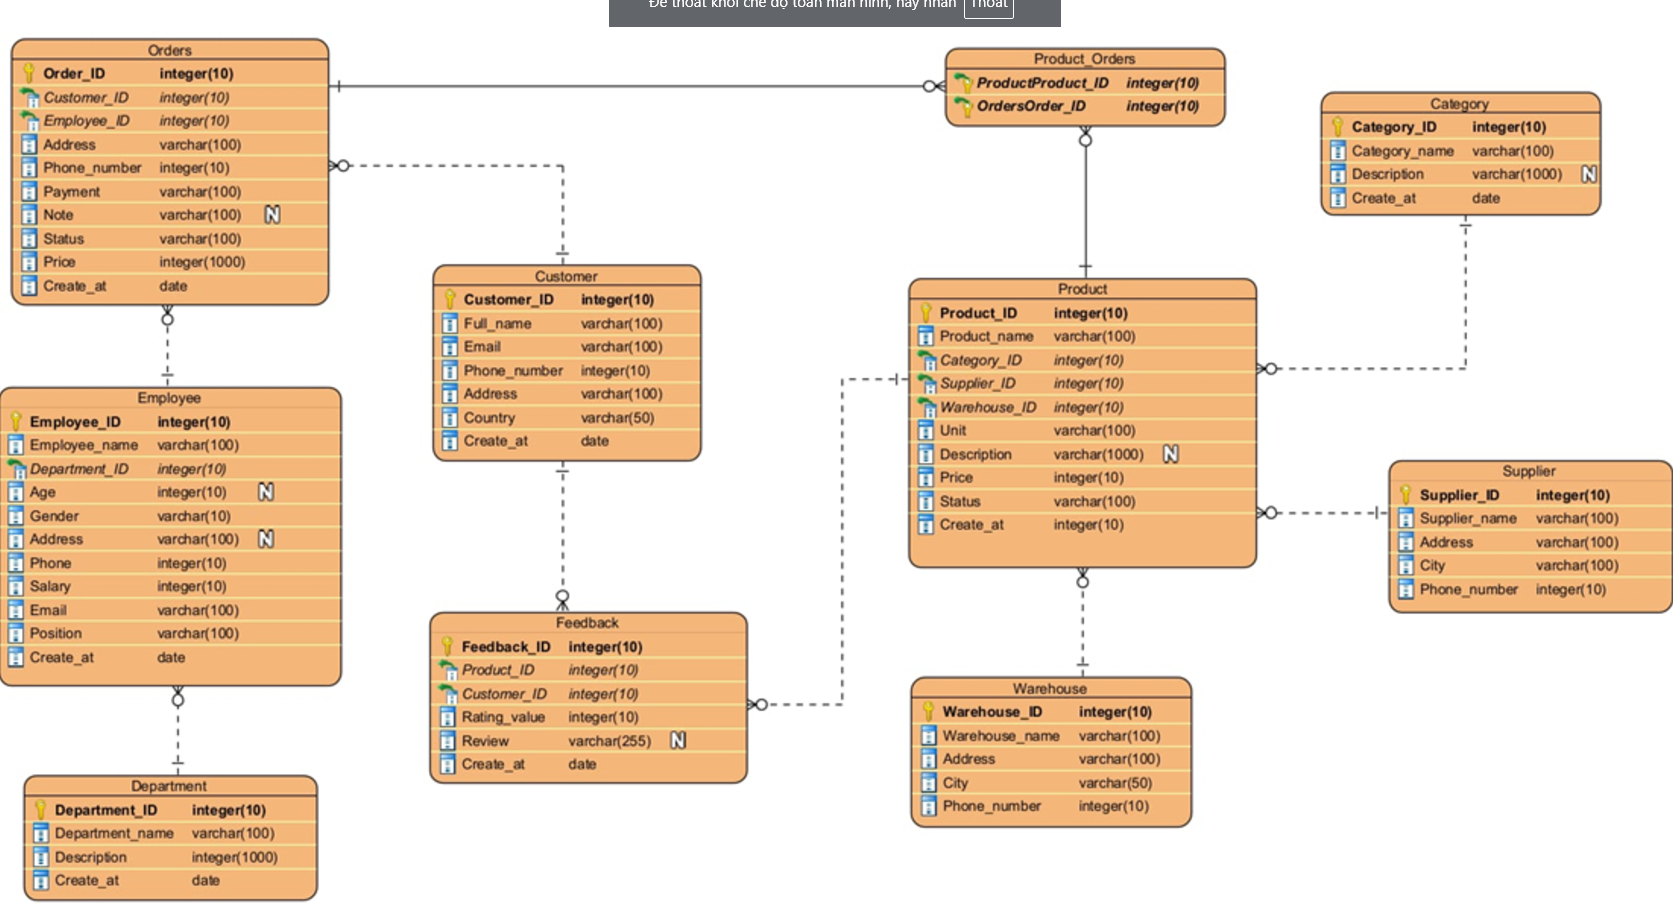 Để thoát khỏi chế độ toàn màn hình, hãy nhấn Thoát
Orders
Order_ID integer(10)
Customer_ID integer(10)
Employee_ID integer(10)
Address varchar(100)
Phone_number integer(10)
Payment varchar(100)
Note varchar(100) N
Status varchar(100)
Price integer(1000)
Create_at date
Product_Orders
ProductProduct_ID integer(10)
OrdersOrder_ID integer(10)
Category
Category_ID integer(10)
Category_name varchar(100)
Description varchar(1000) N
Create_at date
Customer
Customer_ID integer(10)
Full_name varchar(100)
Email varchar(100)
Phone_number integer(10)
Address varchar(100)
Country varchar(50)
Create_at date
Product
Product_ID integer(10)
Product_name varchar(100)
Category_ID integer(10)
Supplier_ID integer(10)
Warehouse_ID integer(10)
Unit varchar(100)
Description varchar(1000) N
Price integer(10)
Status varchar(100)
Create_at integer(10)
Employee
Employee_ID integer(10)
Employee_name varchar(100)
Department_ID integer(10)
Age integer(10) N
Gender varchar(10)
Address varchar(100) N
Phone integer(10)
Salary integer(10)
Email varchar(100)
Position varchar(100)
Create_at date
Supplier
Supplier_ID integer(10)
Supplier_name varchar(100)
Address varchar(100)
City varchar(100)
Phone_number integer(10)
Feedback
Feedback_ID integer(10)
Product_ID integer(10)
Customer_ID integer(10)
Rating_value integer(10)
Review varchar(255) N
Create_at date
Warehouse
Warehouse_ID integer(10)
Warehouse_name varchar(100)
Address varchar(100)
City varchar(50)
Phone_number integer(10)
Department
Department_ID integer(10)
Department_name varchar(100)
Description integer(1000)
Create_at date